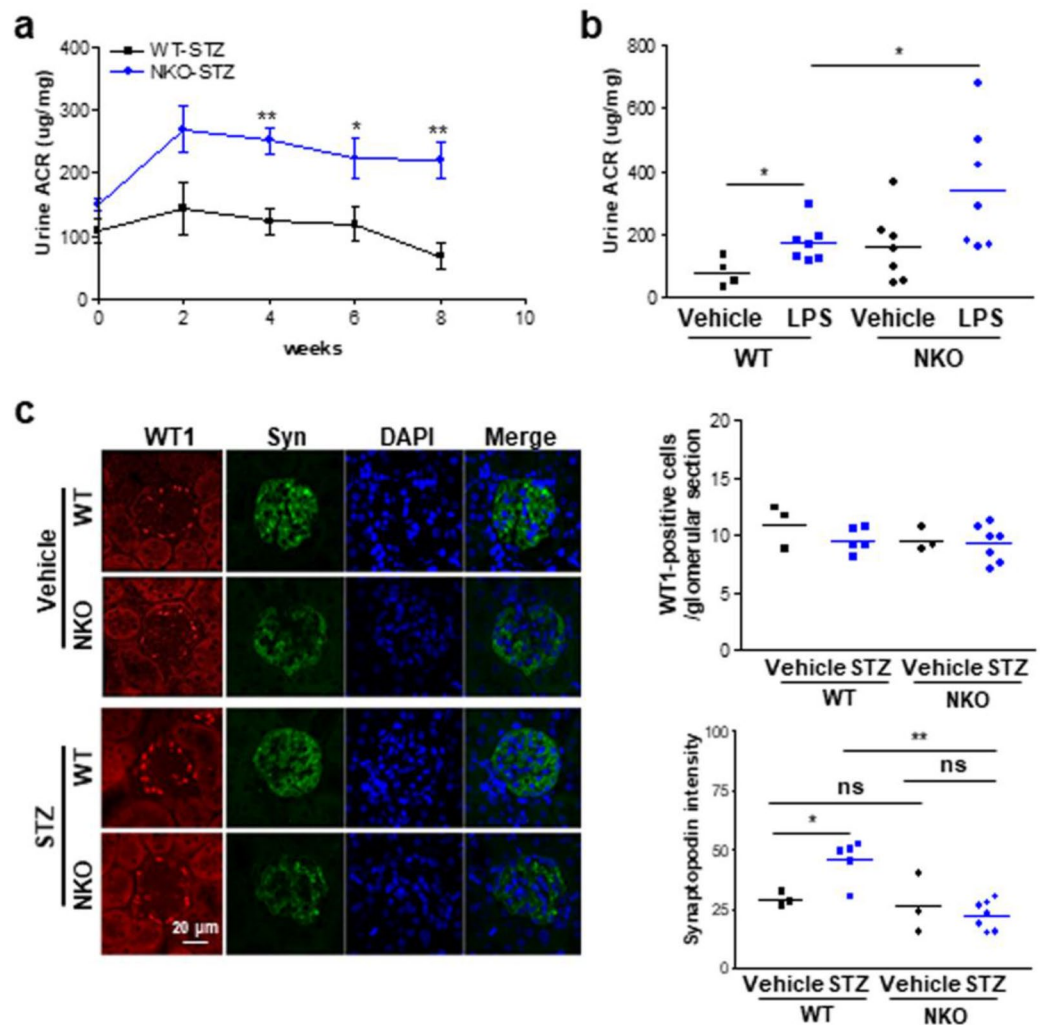 a
400
300
200
100
0
Urine ACR (ug/mg)
WT-STZ
NKO-STZ
**
*
**
0 2 4 6 8 10
weeks
b
800
600
400
200
0
Urine ACR (ug/mg)
*
*
Vehicle LPS Vehicle LPS
WT NKO
c
WT1 Syn DAPI Merge
Vehicle
WT
NKO
STZ
WT
NKO
20 µm
20
15
10
5
0
WT1-positive cells
/glomerular section
Vehicle STZ Vehicle STZ
WT NKO
100
75
50
25
0
Synaptopodin intensity
**
ns
ns
*
Vehicle STZ Vehicle STZ
WT NKO